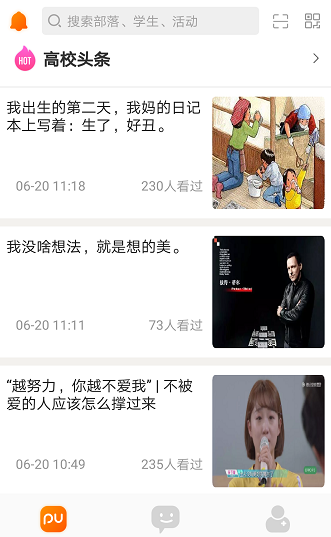 搜索部落、学生、活动
HOT
高校头条
我出生的第二天，我妈的日记
本上写着：生了，好丑。
06-20 11:18
230人看过
我没啥想法，就是想的美。
06-20 11:11
73人看过
“越努力，你越不爱我” | 不被
爱的人应该怎么撑过来
06-20 10:49
235人看过
PU